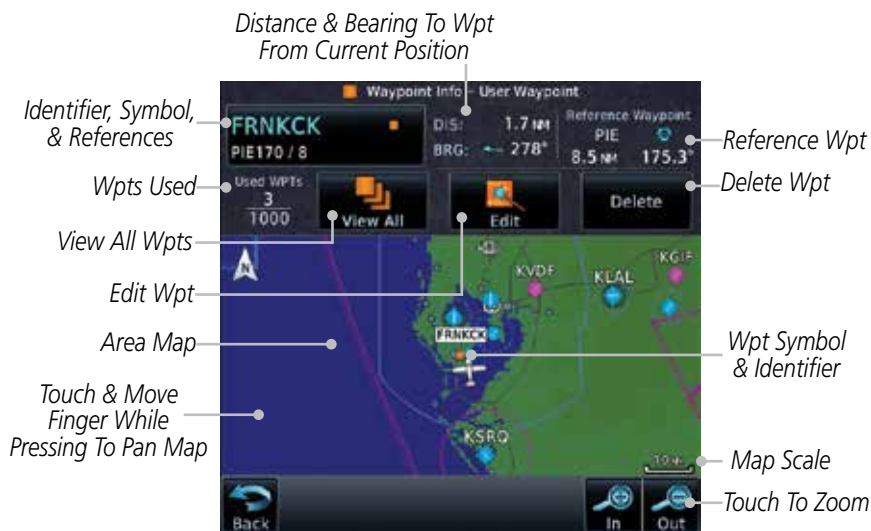 Distance & Bearing To Wpt
From Current Position
Waypoint Info - User Waypoint
Identifier, Symbol,
& References
FRNKCK
PIE170 / 8
DIS: 1.7 NM
BRG: 278°
Reference Waypoint
PIE
8.5 NM 175.3°
Reference Wpt
Wpts Used
Used WPTs
3
1000
View All
Edit
Delete
Delete Wpt
View All Wpts
Edit Wpt
Area Map
Touch & Move
Finger While
Pressing To Pan Map
N
KVDF
KLAL
KGIF
FRNKCK
Wpt Symbol
& Identifier
KSRQ
Map Scale
Back
In
Out
Touch To Zoom